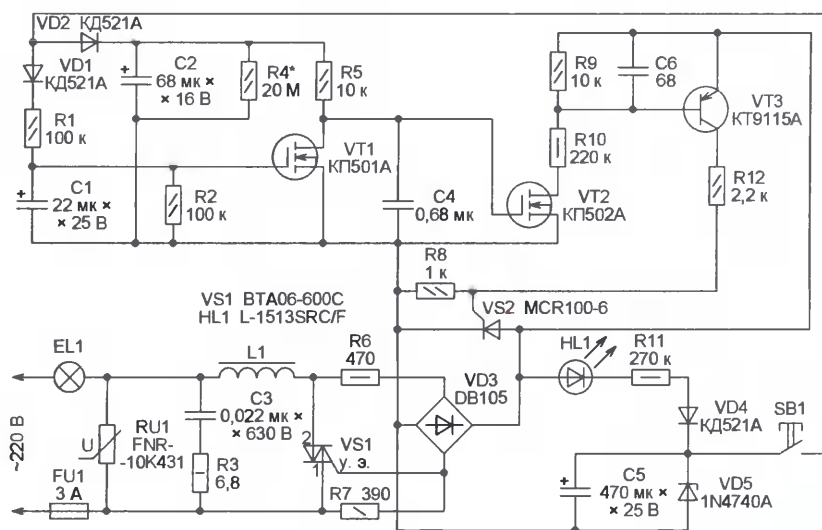 VD2 КД521А
VD1
КД521А
R1
100 к
C1
22 мк ×
× 25 В
C2
68 мк ×
× 16 В
R2
100 к
R4*
20 М
R5
10 к
VT1
КП501А
C4
0,68 мк
R9
10 к
C6
68
R10
220 к
VT2
КП502А
VT3
КТ9115А
R12
2,2 к
R8
1 к
VS2 MCR100-6
VS1 BTA06-600C
HL1 L-1513SRC/F
EL1
L1
R6
470
VD3
DB105
HL1
R11
270 к
~220 В
U
RU1
FNR-
-10K431
C3
0,022 мк ×
× 630 В
R3
6,8
2
1
VS1
у. э.
FU1
3 А
R7 390
VD4
КД521А
SB1
C5
470 мк ×
× 25 В
VD5
1N4740A